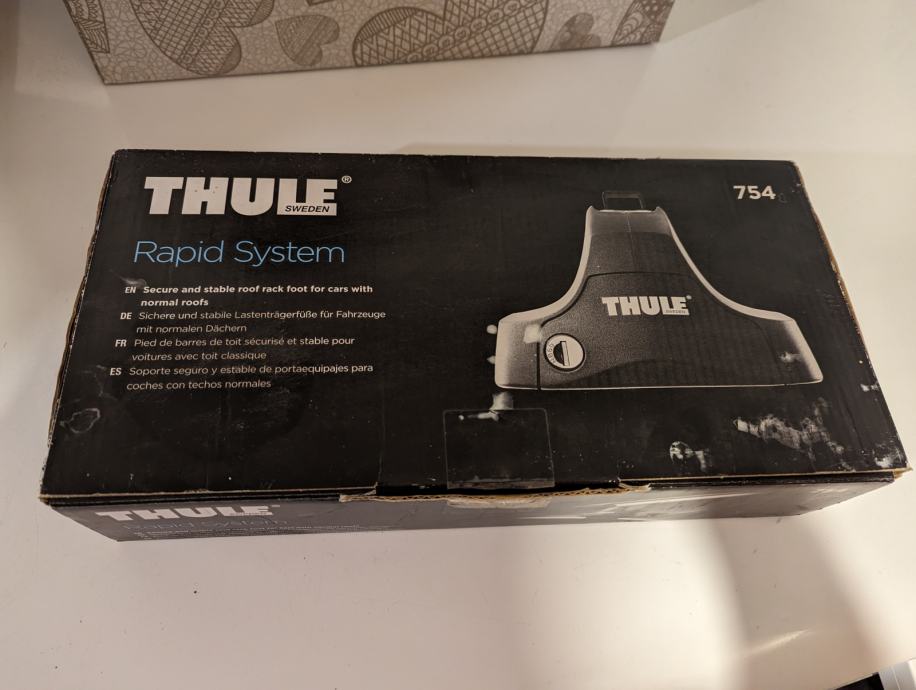 THULE®
SWEDEN
754
Rapid System
EN Secure and stable roof rack foot for cars with
normal roofs
DE Sichere und stabile Lastenträgerfüße für Fahrzeuge
mit normalen Dächern
FR Pied de barres de toit sécurisé et stable pour
voitures avec toit classique
ES Soporte seguro y estable de portaequipajes para
coches con techos normales
THULE®
SWEDEN
THULE
Rapid System